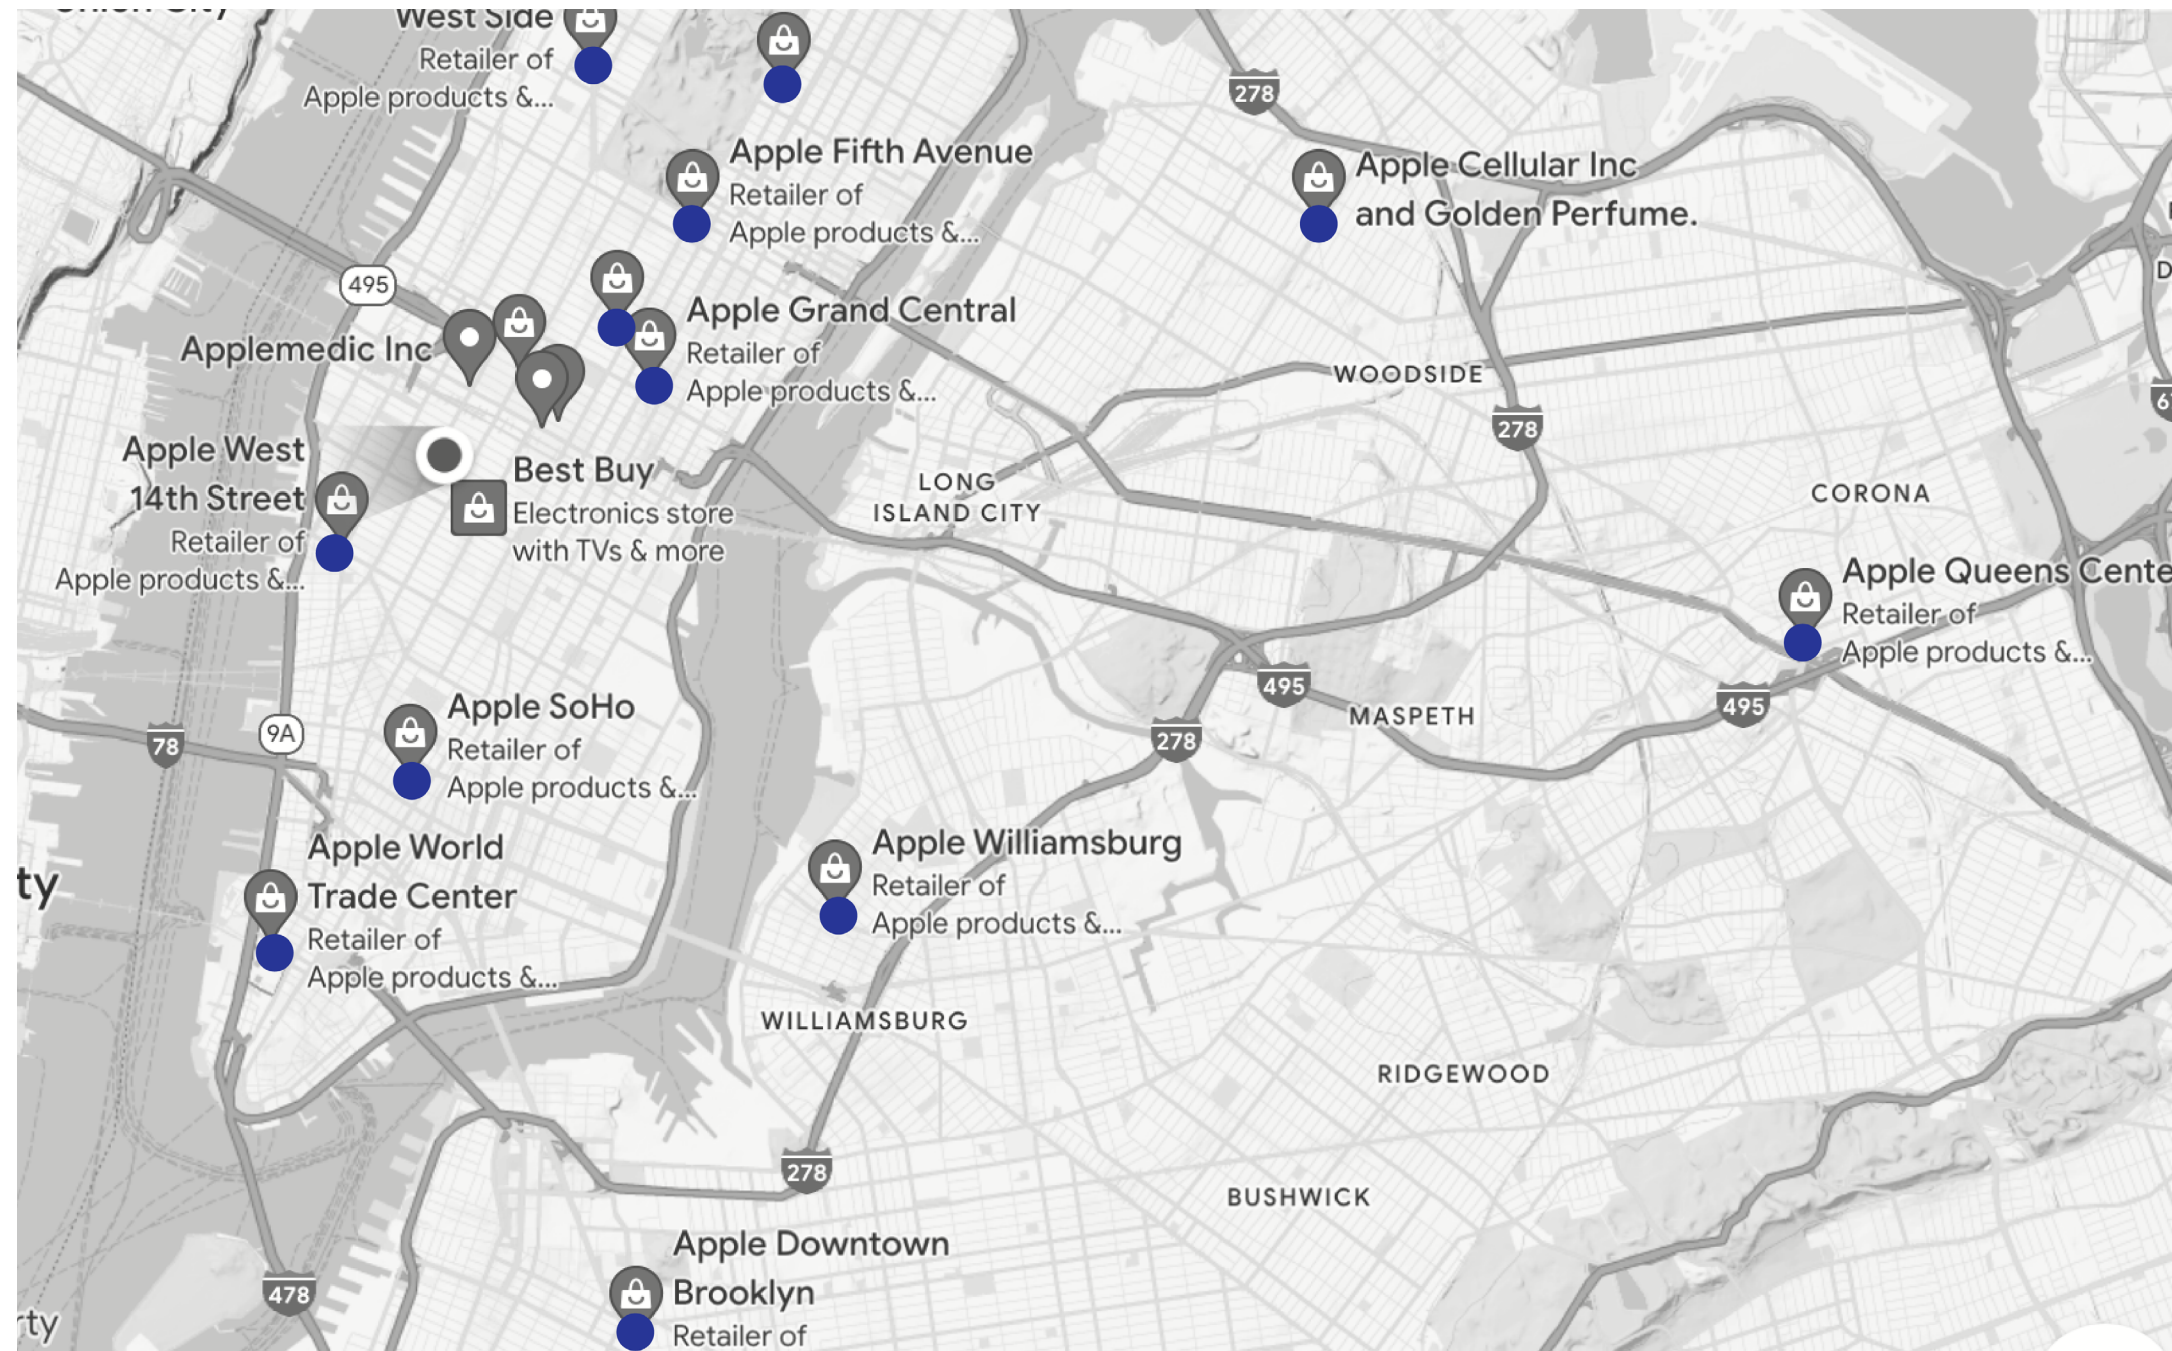 West Side
Retailer of
Apple products &...
278
Apple Fifth Avenue
Retailer of
Apple products &...
Apple Cellular Inc
and Golden Perfume.
495
Apple Grand Central
Retailer of
Apple products &...
Applemedic Inc
WOODSIDE
278
Apple West
14th Street
Retailer of
Apple products &...
Best Buy
Electronics store
with TVs & more
LONG
ISLAND CITY
CORONA
Apple Queens Cente
Retailer of
Apple products &...
495
495
MASPETH
278
Apple SoHo
Retailer of
Apple products &...
78
9A
Apple World
Trade Center
Retailer of
Apple products &...
ty
Apple Williamsburg
Retailer of
Apple products &...
WILLIAMSBURG
RIDGEWOOD
278
BUSHWICK
Apple Downtown
Brooklyn
Retailer of
478
rty